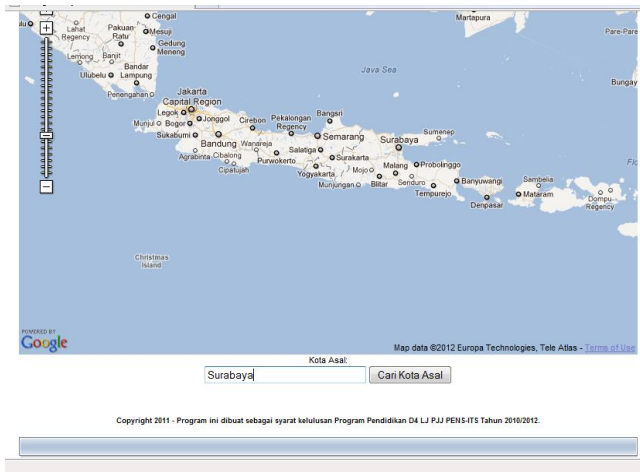 Cengal
Martapura
Lahat
Regency
Pakuan
Ratu
Mesuji
Pare-Pare
Gedung
Meneng
Lemong
Banjit
Bandar
Lampung
Ulubelu
Java Sea
Bungay
Penengahan
Jakarta
Capital Region
Legok
Jonggol
Cirebon
Pekalongan
Regency
Bangsri
Munjul
Bogor
Sukabumi
Bandung
Wanareja
Semarang
Surabaya
Sumenep
Salatiga
Agrabinta
Cibalong
Purwokerto
Surakarta
Malang
Probolinggo
Cipatujah
Yogyakarta
Mojo
Banyuwangi
Sambelia
Munjungan
Blitar
Senduro
Tempurejo
Mataram
Dompu
Regency
Denpasar
Christmas
Island
POWERED BY
Google
Map data ©2012 Europa Technologies, Tele Atlas - Terms of Use
Kota Asal:
Surabaya
Cari Kota Asal
Copyright 2011 - Program ini dibuat sebagai syarat kelulusan Program Pendidikan D4 LJ PJJ PENS-ITS Tahun 2010/2012.